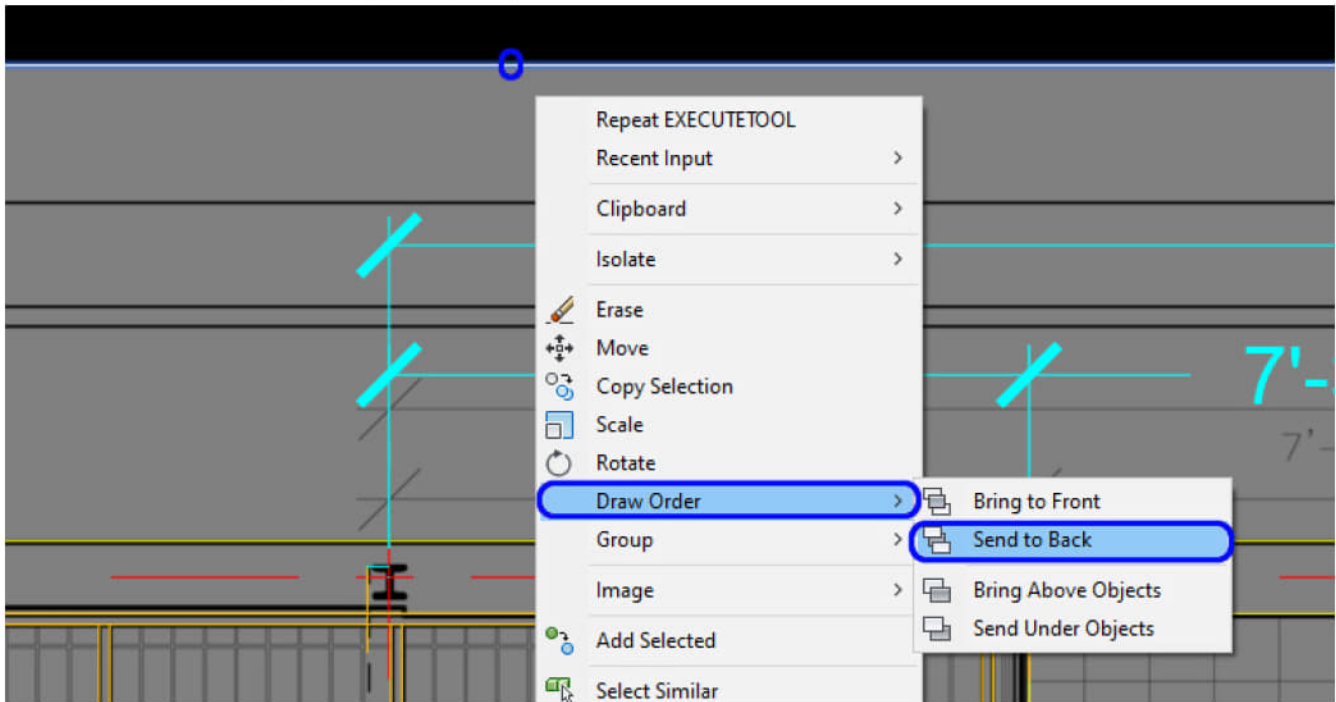 Repeat EXECUTETOOL
Recent Input
Clipboard
Isolate
Erase
Move
Copy Selection
Scale
Rotate
Draw Order
Group
Image
Add Selected
Select Similar
Bring to Front
Send to Back
Bring Above Objects
Send Under Objects
7'-
7'-